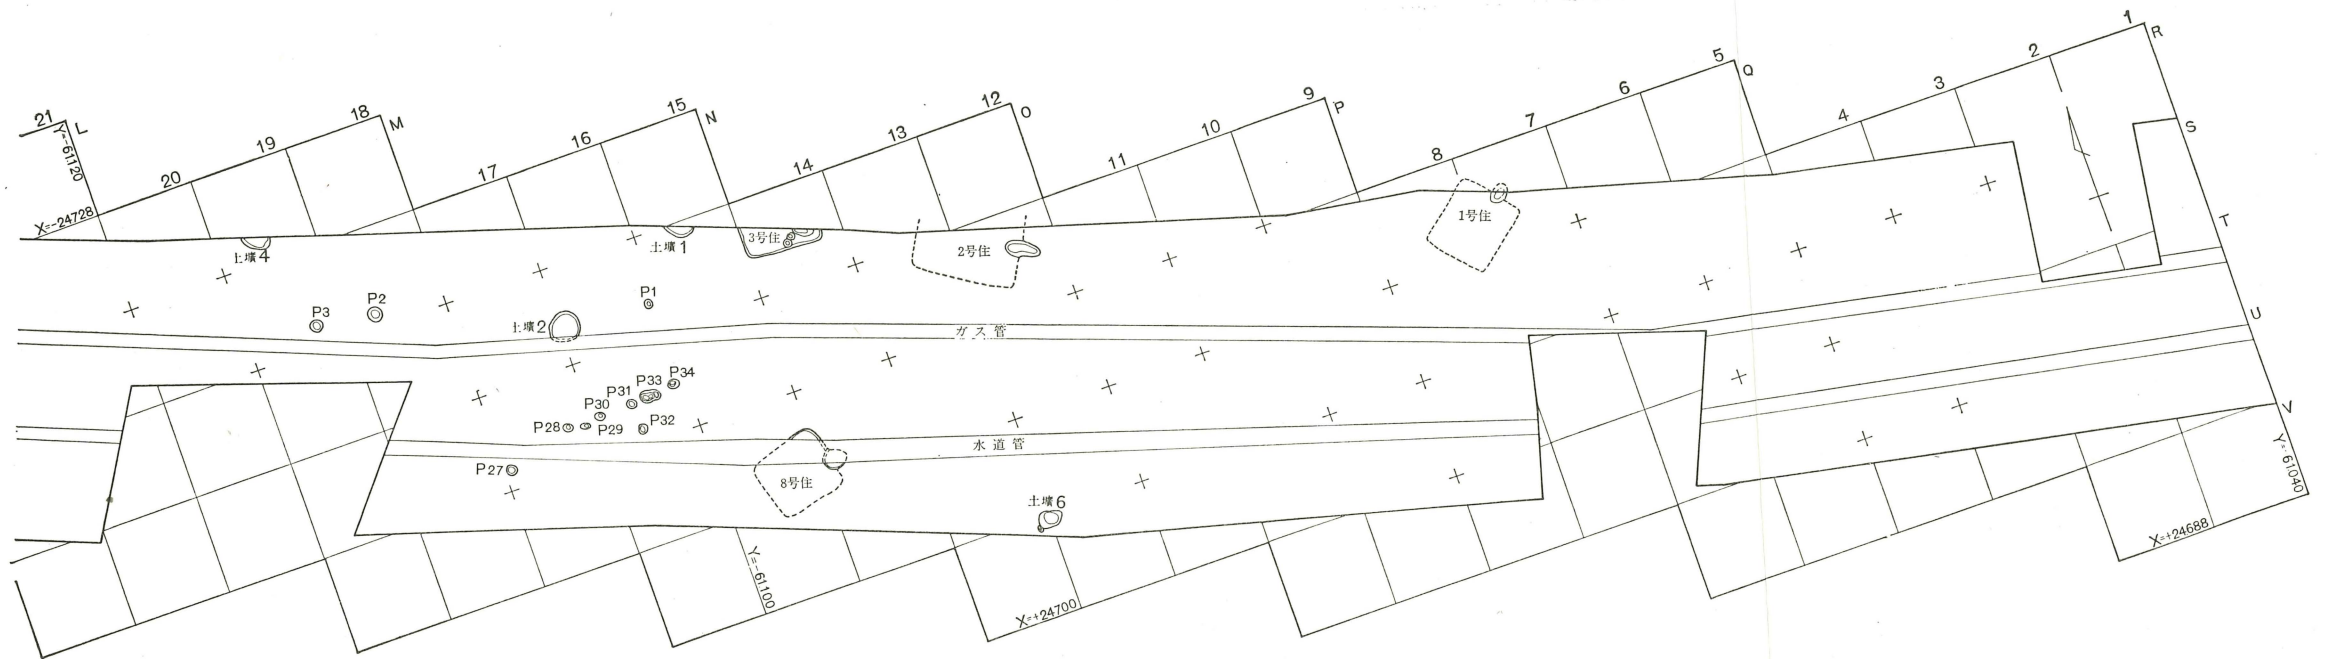 1
R
2
S
5
Q
3
6
4
T
9
P
7
12
O
10
8
15
N
13
11
18
M
16
14
21
L
Y=-61120
19
17
20
X=-24728
1号住
土壙1
3号住
2号住
土壙4
P1
P2
P3
土壙2
ガス管
U
P34
P33
P31
P30
P28
P29
P32
V
水道管
P27
8号住
土壙6
Y=-61040
X=+24688
Y=-61100
X=+24700